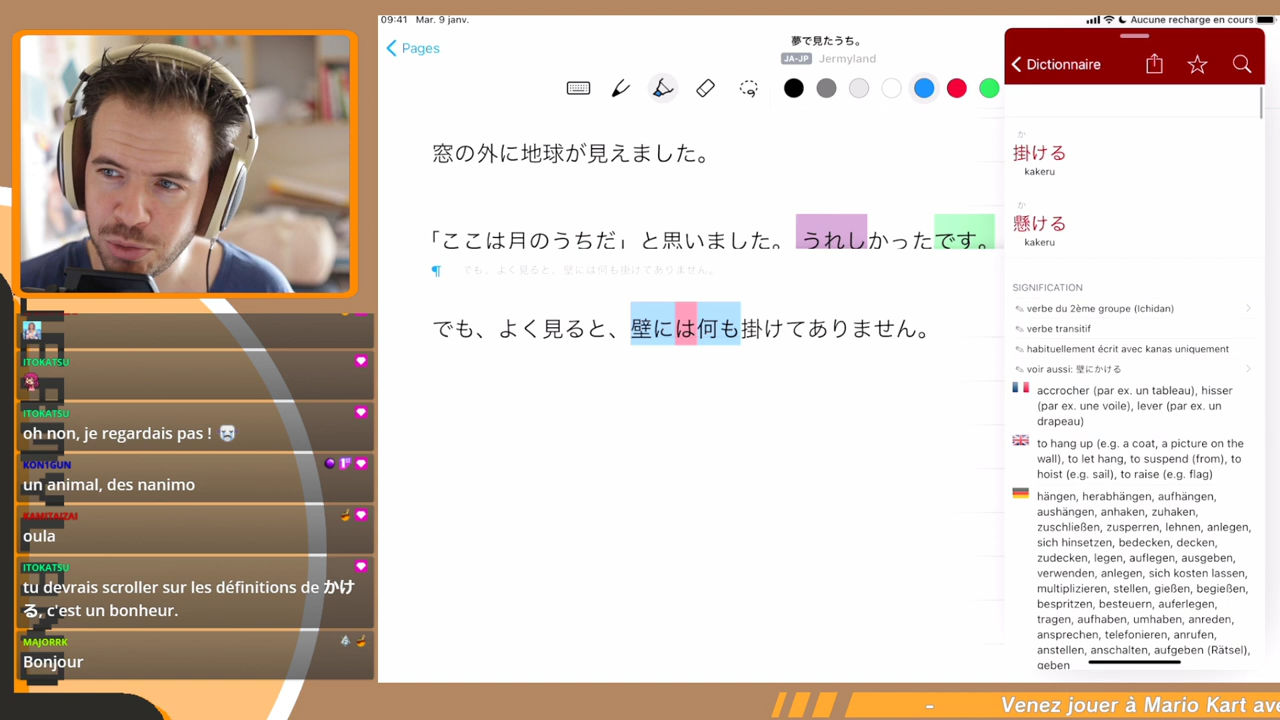 09:41 Mar. 9 janv.
Aucune recharge en cours
Pages
夢で見たうち。
JA-JP Jermyland
窓の外に地球が見えました。
「ここは月のうちだ」と思いました。うれしかったです。
¶ でも、よく見ると、壁には何も掛けてありません。
でも、よく見ると、壁には何も掛けてありません。
Dictionnaire
か
掛ける
kakeru
か
懸ける
kakeru
SIGNIFICATION
verbe du 2ème groupe (Ichidan)
verbe transitif
habituellement écrit avec kanas uniquement
voir aussi: 壁にかける
accrocher (par ex. un tableau), hisser
(par ex. une voile), lever (par ex. un
drapeau)
to hang up (e.g. a coat, a picture on the
wall), to let hang, to suspend (from), to
hoist (e.g. sail), to raise (e.g. flag)
hängen, herabhängen, aufhängen,
aushängen, anhaken, zuhaken,
zuschließen, zusperren, lehnen, anlegen,
sich hinsetzen, bedecken, decken,
zudecken, legen, auflegen, ausgeben,
verwenden, anlegen, sich kosten lassen,
multiplizieren, stellen, gießen, begießen,
bespritzen, besteuern, auferlegen,
tragen, aufhaben, umhaben, anreden,
ansprechen, telefonieren, anrufen,
anstellen, anschalten, aufgeben (Rätsel),
geben
ITOKATSU
ITOKATSU
oh non, je regardais pas !
KON1GUN
un animal, des nanimo
KAMITAIZAI
oula
ITOKATSU
tu devrais scroller sur les définitions de かけ
る, c'est un bonheur.
MAJORRK
Bonjour
- Venez jouer à Mario Kart ave